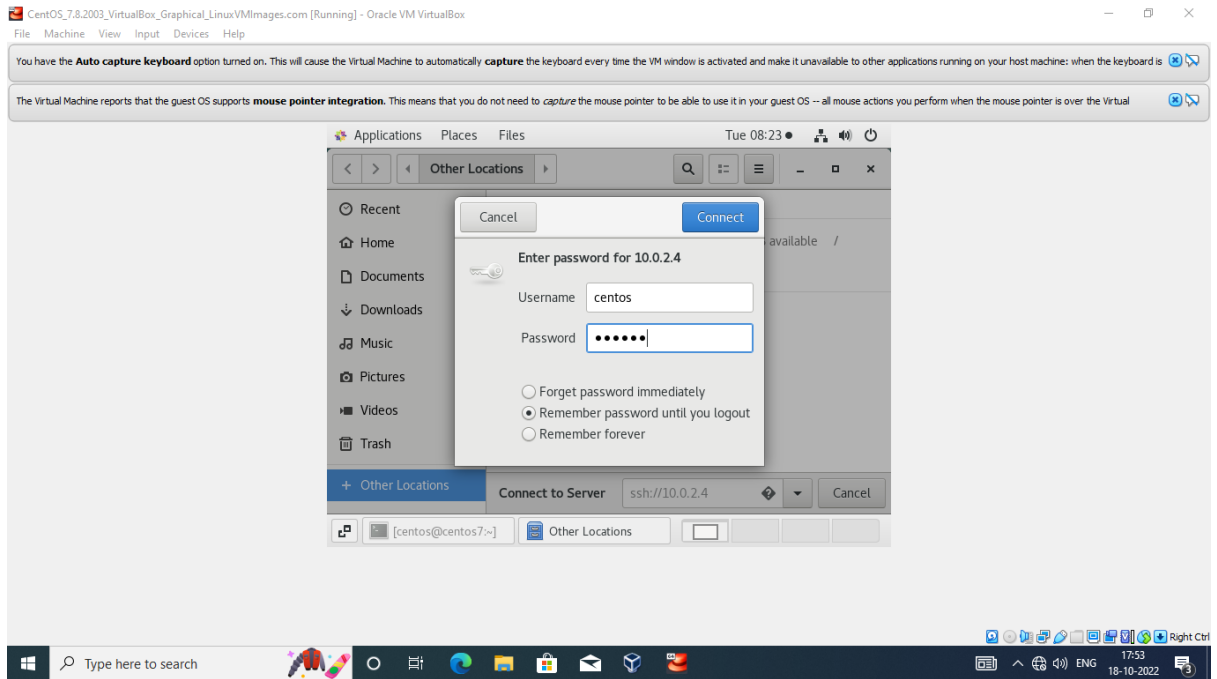 CentOS_7.8.2003_VirtualBox_Graphical_LinuxVMImages.com [Running] - Oracle VM VirtualBox
File Machine View Input Devices Help
You have the Auto capture keyboard option turned on. This will cause the Virtual Machine to automatically capture the keyboard every time the VM window is activated and make it unavailable to other applications running on your host machine: when the keyboard is
The Virtual Machine reports that the guest OS supports mouse pointer integration. This means that you do not need to capture the mouse pointer to be able to use it in your guest OS -- all mouse actions you perform when the mouse pointer is over the Virtual
Applications Places Files Tue 08:23
Other Locations
Recent
Home
Documents
Downloads
Music
Pictures
Videos
Trash
+ Other Locations
available /
Cancel Connect
Enter password for 10.0.2.4
Username centos
Password ••••••
Forget password immediately
Remember password until you logout
Remember forever
Connect to Server ssh://10.0.2.4 Cancel
[centos@centos7:~] Other Locations
Right Ctrl
Type here to search
ENG
17:53
18-10-2022
3